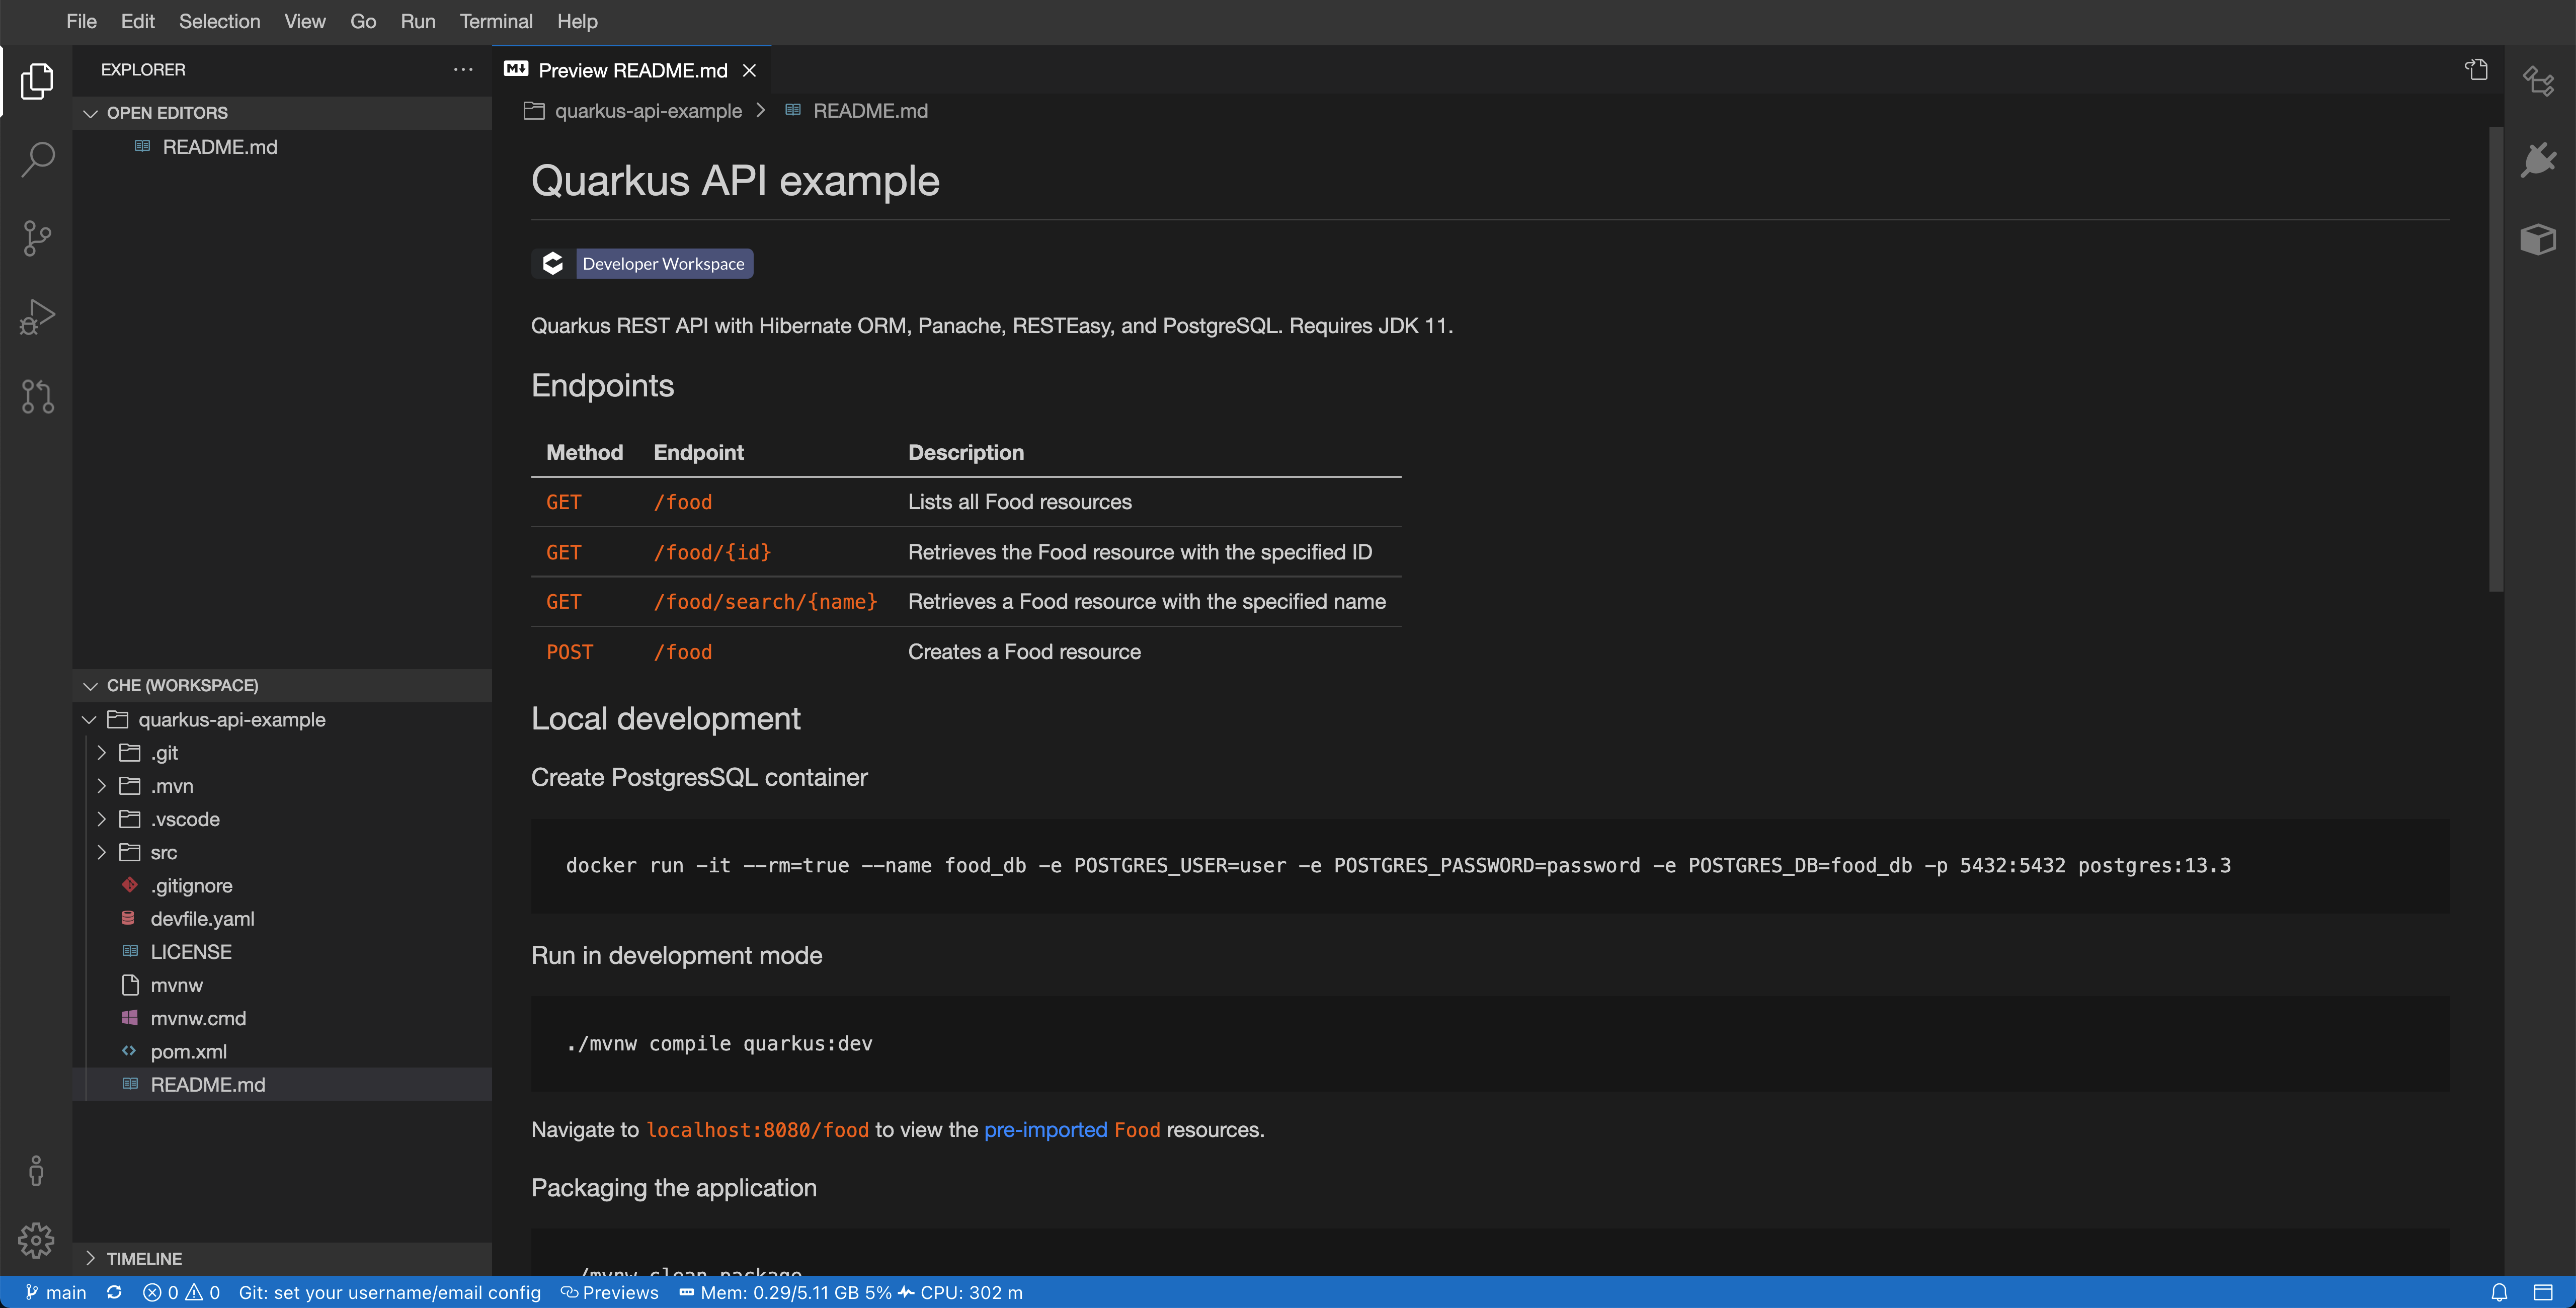 File Edit Selection View Go Run Terminal Help
EXPLORER
OPEN EDITORS
README.md
CHE (WORKSPACE)
quarkus-api-example
.git
.mvn
.vscode
src
.gitignore
devfile.yaml
LICENSE
mvnw
mvnw.cmd
pom.xml
README.md
TIMELINE
Preview README.md
quarkus-api-example > README.md
Quarkus API example
Developer Workspace
Quarkus REST API with Hibernate ORM, Panache, RESTEasy, and PostgreSQL. Requires JDK 11.
Endpoints
Method Endpoint Description
GET /food Lists all Food resources
GET /food/{id} Retrieves the Food resource with the specified ID
GET /food/search/{name} Retrieves a Food resource with the specified name
POST /food Creates a Food resource
Local development
Create PostgresSQL container
docker run -it --rm=true --name food_db -e POSTGRES_USER=user -e POSTGRES_PASSWORD=password -e POSTGRES_DB=food_db -p 5432:5432 postgres:13.3
Run in development mode
./mvnw compile quarkus:dev
Navigate to localhost:8080/food to view the pre-imported Food resources.
Packaging the application
./mvnw clean package
main 0 0 Git: set your username/email config Previews Mem: 0.29/5.11 GB 5% CPU: 302 m